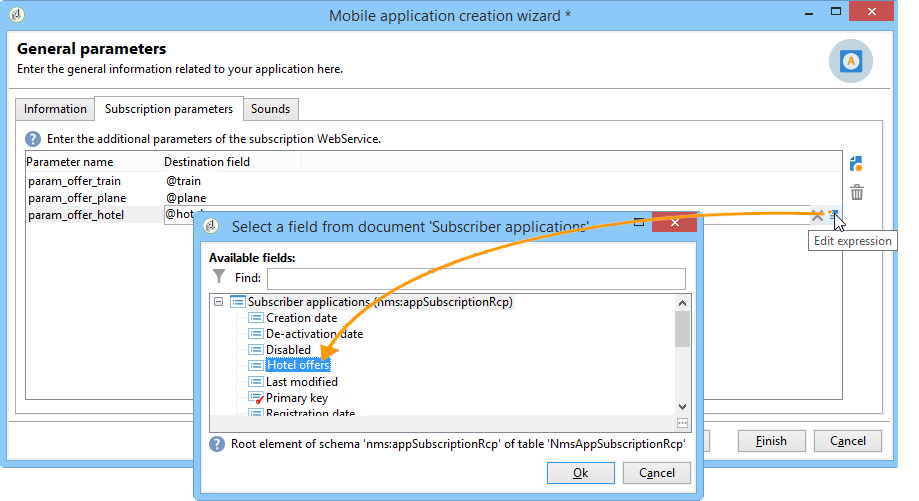 Mobile application creation wizard *
General parameters
Enter the general information related to your application here.
Information Subscription parameters Sounds
Enter the additional parameters of the subscription WebService.
Parameter name Destination field
param_offer_train @train
param_offer_plane @plane
param_offer_hotel
Edit expression
Select a field from document 'Subscriber applications'
Available fields:
Find:
Subscriber applications (nms:appSubscriptionRcp)
Creation date
De-activation date
Disabled
Hotel offers
Last modified
Primary key
Registration date
Root element of schema 'nms:appSubscriptionRcp' of table 'NmsAppSubscriptionRcp'
Ok Cancel
Finish Cancel